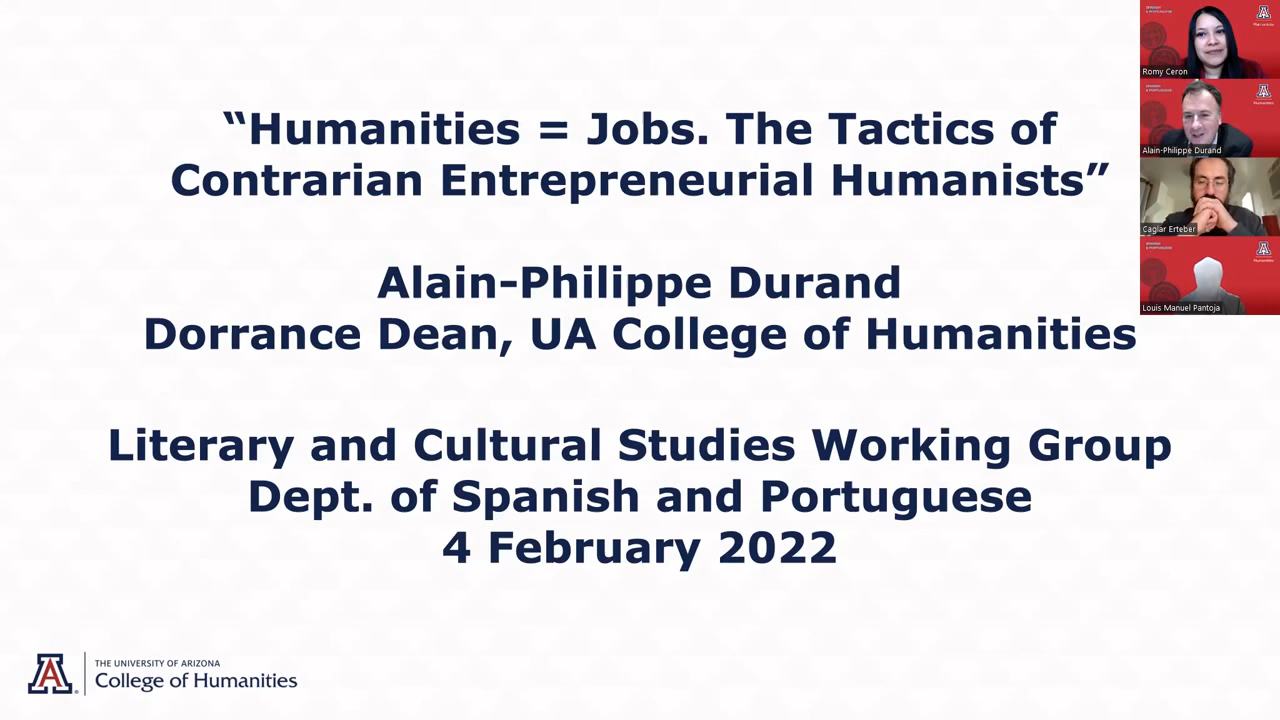 “Humanities = Jobs. The Tactics of
Contrarian Entrepreneurial Humanists”
Alain-Philippe Durand
Dorrance Dean, UA College of Humanities
Literary and Cultural Studies Working Group
Dept. of Spanish and Portuguese
4 February 2022
A
THE UNIVERSITY OF ARIZONA
College of Humanities
Romy Ceron
Alain-Philippe Durand
Caglar Erteber
Louis Manuel Pantoja